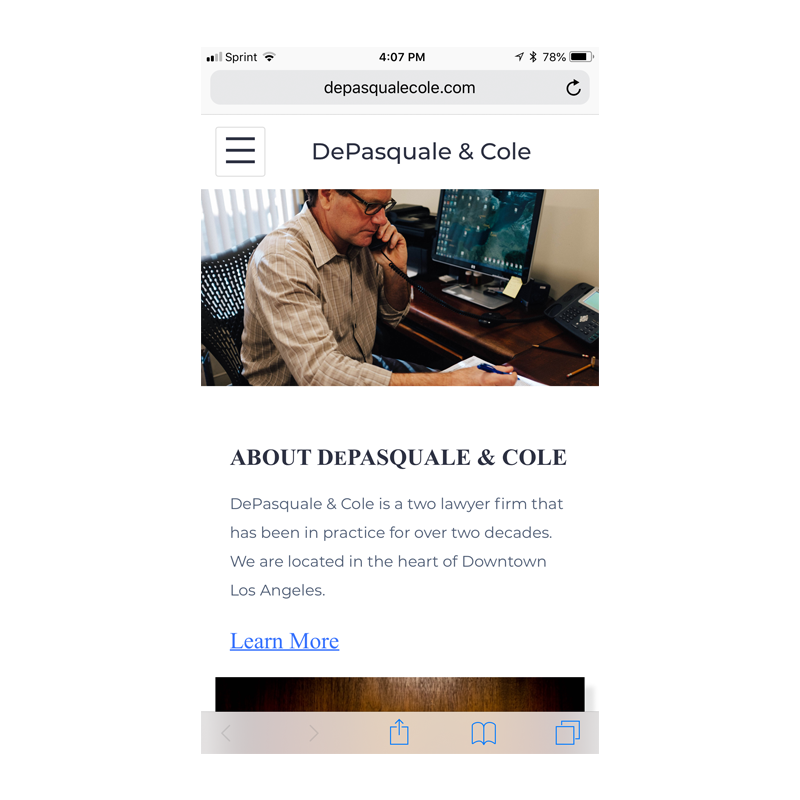 Sprint 4:07 PM 78%
depasqualecole.com
DePasquale & Cole
ABOUT DEPASQUALE & COLE
DePasquale & Cole is a two lawyer firm that
has been in practice for over two decades.
We are located in the heart of Downtown
Los Angeles.
Learn More